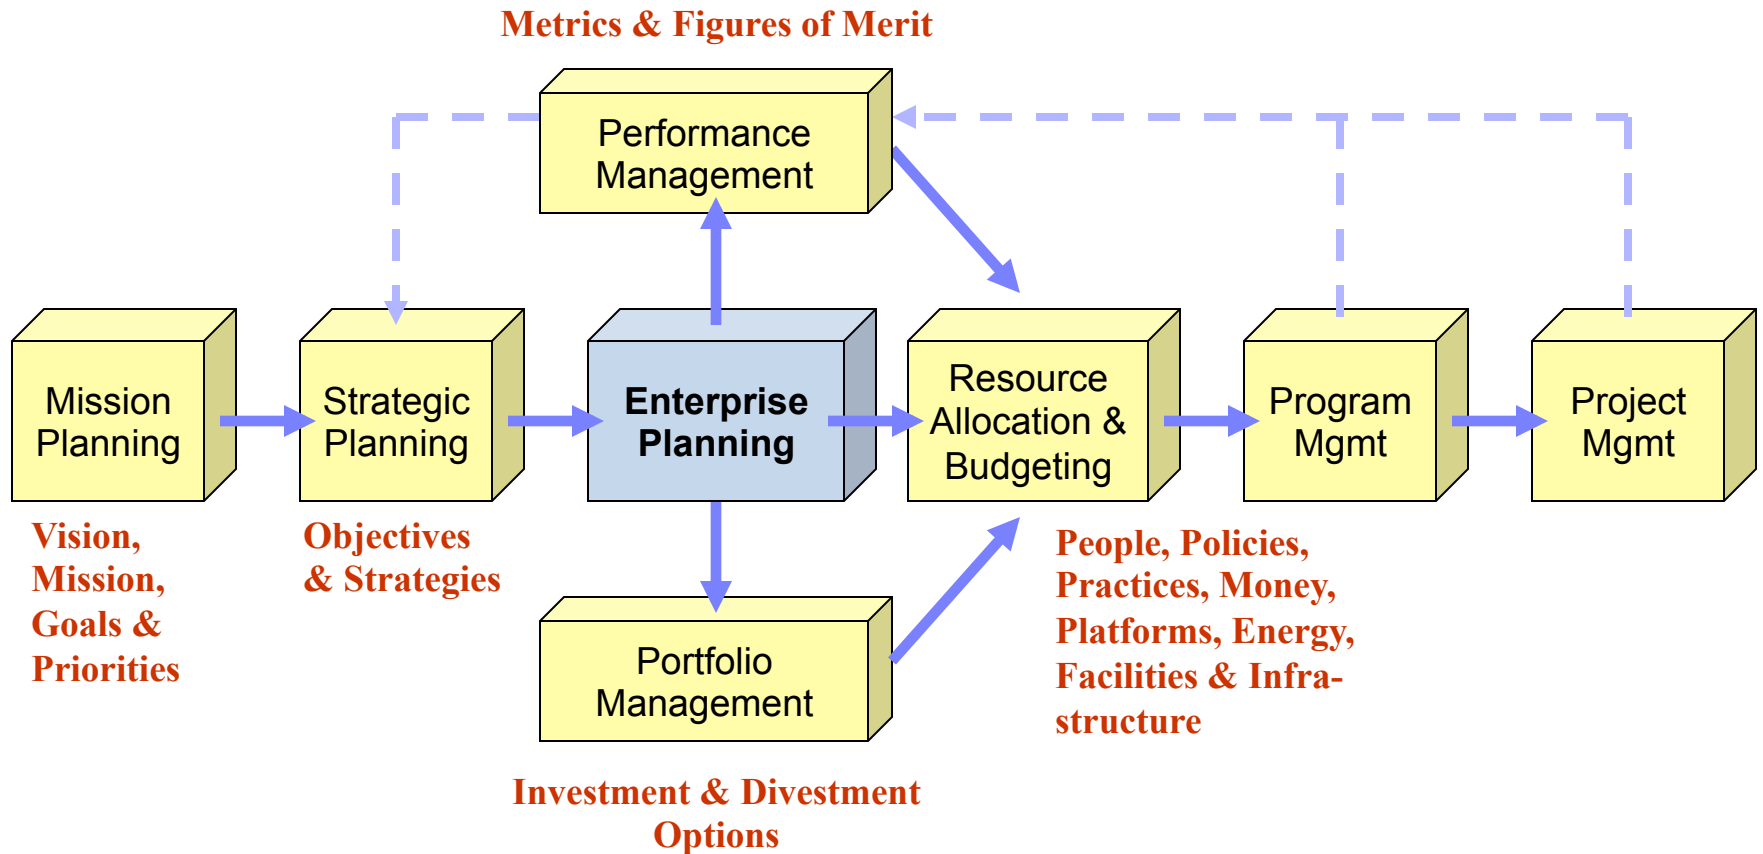 Metrics & Figures of Merit
Performance
Management
Mission
Planning
Strategic
Planning
Enterprise
Planning
Resource
Allocation &
Budgeting
Program
Mgmt
Project
Mgmt
Vision,
Mission,
Goals &
Priorities
Objectives
& Strategies
People, Policies,
Practices, Money,
Platforms, Energy,
Facilities & Infra-
structure
Portfolio
Management
Investment & Divestment
Options